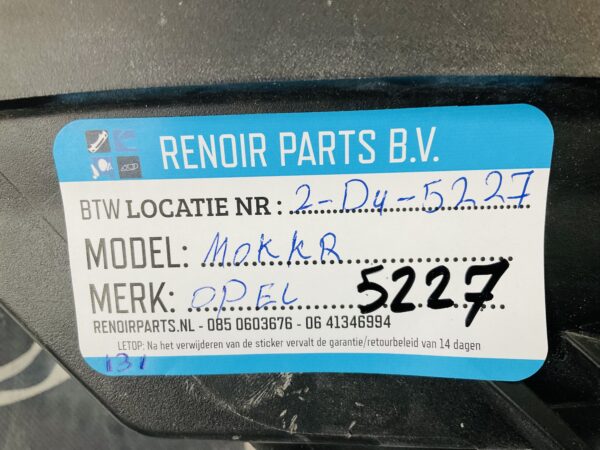 RENOIR PARTS B.V.
BTW LOCATIE NR : 2-D4-5227
MODEL: MOKKA
MERK: OPEL 5227
RENOIRPARTS.NL - 085 0603676 - 06 41346994
LETOP: Na het verwijderen van de sticker vervalt de garantie/retourbeleid van 14 dagen
131